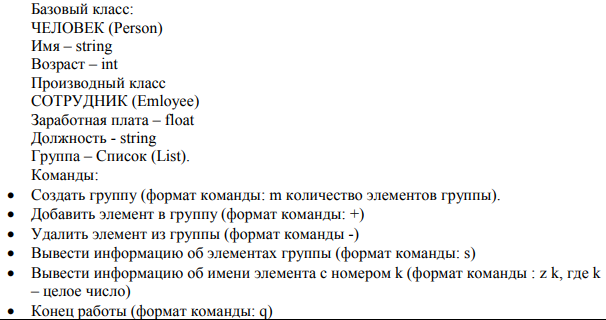 Базовый класс:
ЧЕЛОВЕК (Person)
Имя – string
Возраст – int
Производный класс
СОТРУДНИК (Emloyee)
Заработная плата – float
Должность - string
Группа – Список (List).
Команды:
• Создать группу (формат команды: m количество элементов группы).
• Добавить элемент в группу (формат команды: +)
• Удалить элемент из группы (формат команды -)
• Вывести информацию об элементах группы (формат команды: s)
• Вывести информацию об имени элемента с номером k (формат команды : z k, где k
– целое число)
• Конец работы (формат команды: q)